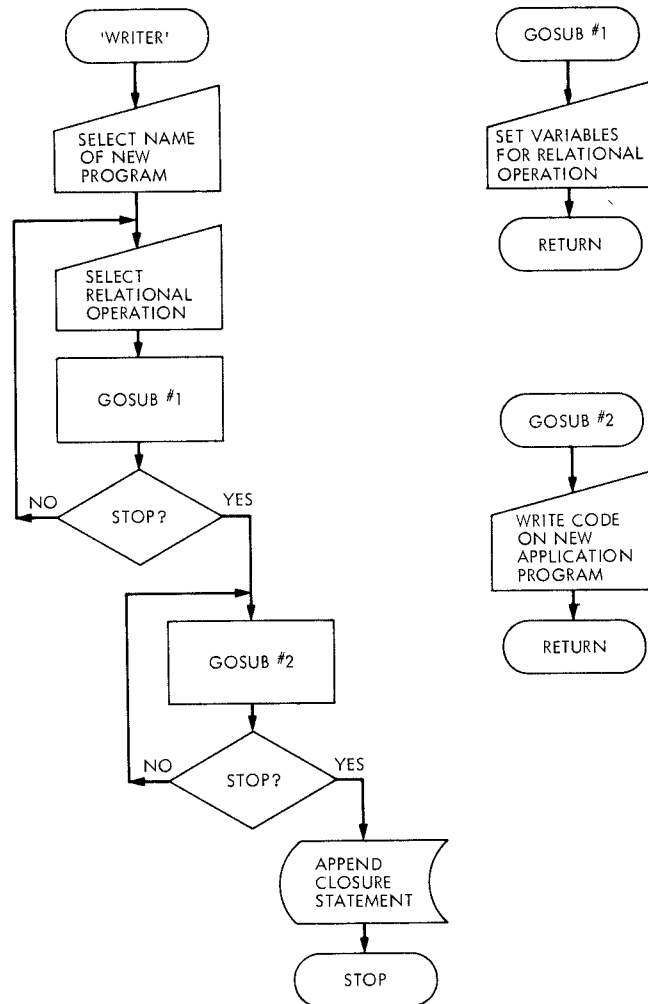 'WRITER'
SELECT NAME
OF NEW
PROGRAM
SELECT
RELATIONAL
OPERATION
GOSUB #1
NO
STOP?
YES
GOSUB #2
NO
STOP?
YES
APPEND
CLOSURE
STATEMENT
STOP
GOSUB #1
SET VARIABLES
FOR RELATIONAL
OPERATION
RETURN
GOSUB #2
WRITE CODE
ON NEW
APPLICATION
PROGRAM
RETURN